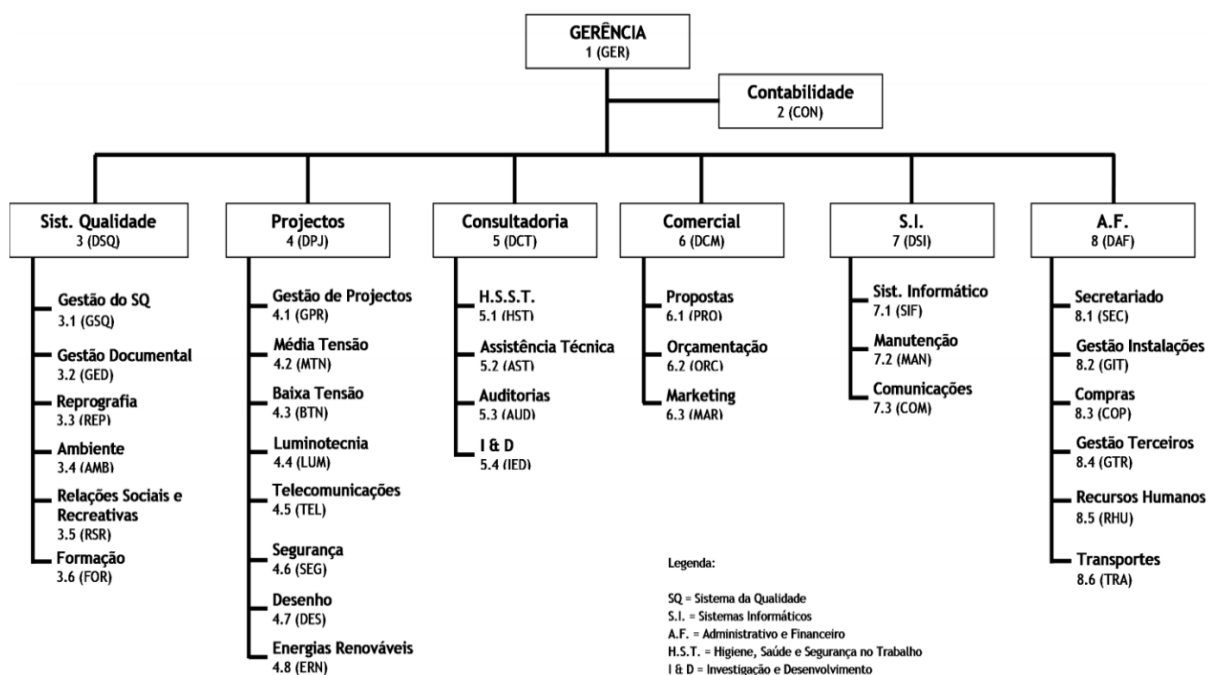 GERÊNCIA
1 (GER)
Contabilidade
2 (CON)
Sist. Qualidade
3 (DSQ)
Gestão do SQ
3.1 (GSQ)
Gestão Documental
3.2 (GED)
Reprografia
3.3 (REP)
Ambiente
3.4 (AMB)
Relações Sociais e
Recreativas
3.5 (RSR)
Formação
3.6 (FOR)
Projectos
4 (DPJ)
Gestão de Projectos
4.1 (GPR)
Média Tensão
4.2 (MTN)
Baixa Tensão
4.3 (BTN)
Luminotecnia
4.4 (LUM)
Telecomunicações
4.5 (TEL)
Segurança
4.6 (SEG)
Desenho
4.7 (DES)
Energias Renováveis
4.8 (ERN)
Consultadoria
5 (DCT)
H.S.S.T.
5.1 (HST)
Assistência Técnica
5.2 (AST)
Auditorias
5.3 (AUD)
I & D
5.4 (IED)
Comercial
6 (DCM)
Propostas
6.1 (PRO)
Orçamentação
6.2 (ORC)
Marketing
6.3 (MAR)
S.I.
7 (DSI)
Sist. Informático
7.1 (SIF)
Manutenção
7.2 (MAN)
Comunicações
7.3 (COM)
A.F.
8 (DAF)
Secretariado
8.1 (SEC)
Gestão Instalações
8.2 (GIT)
Compras
8.3 (COP)
Gestão Terceiros
8.4 (GTR)
Recursos Humanos
8.5 (RHU)
Transportes
8.6 (TRA)
Legenda:
SQ = Sistema da Qualidade
S.I. = Sistemas Informáticos
A.F. = Administrativo e Financeiro
H.S.T. = Higiene, Saúde e Segurança no Trabalho
I & D = Investigação e Desenvolvimento